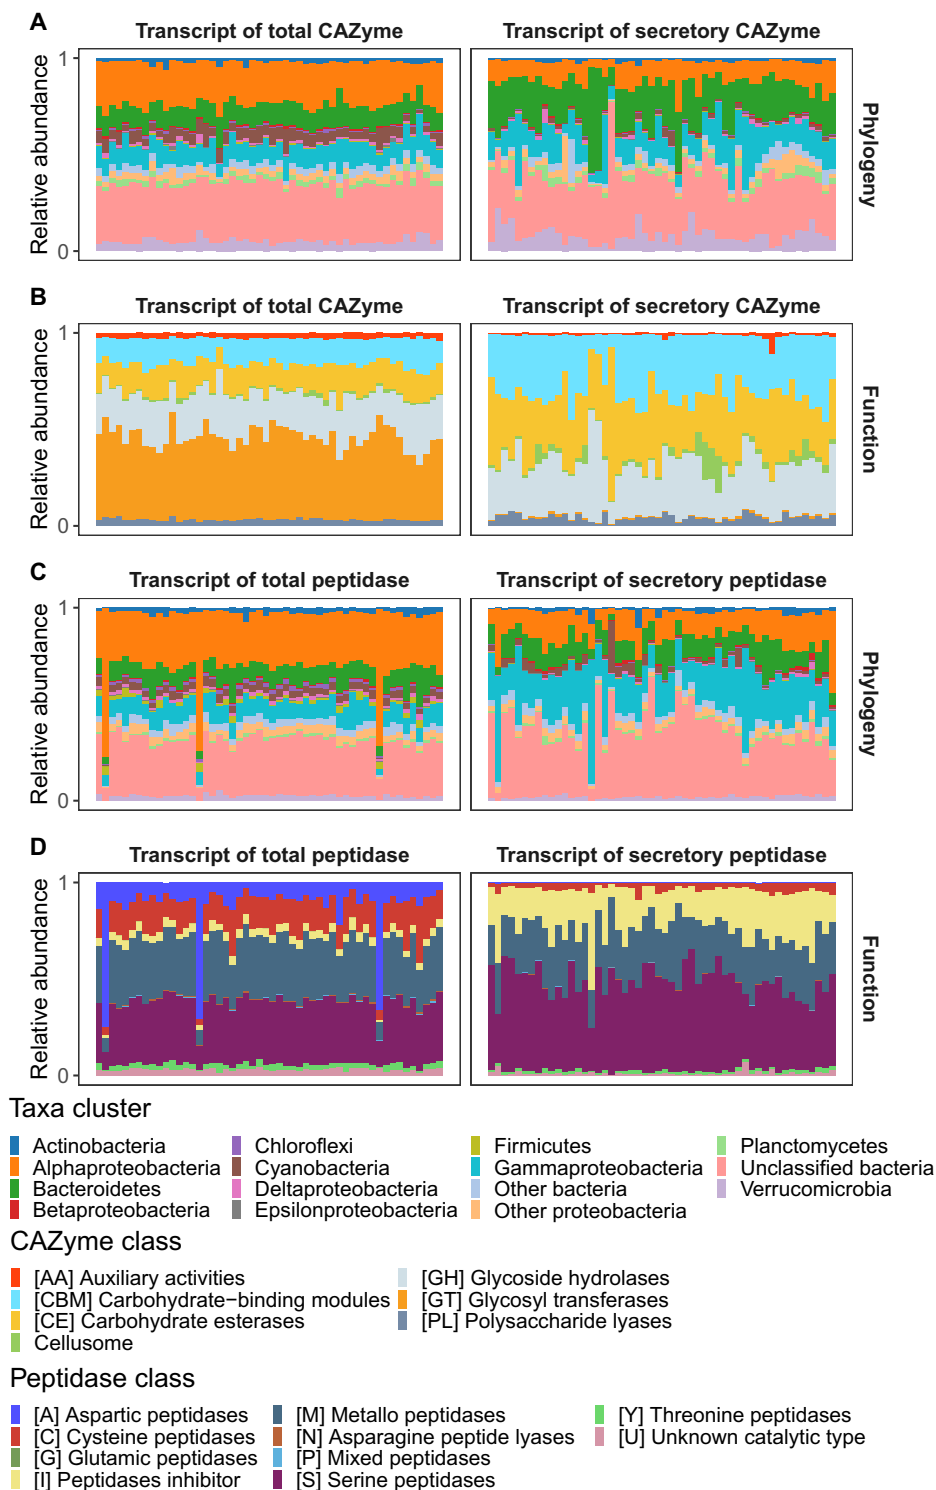 A
Transcript of total CAZyme
Transcript of secretory CAZyme
1
Relative abundance
0
Phylogeny
B
Transcript of total CAZyme
Transcript of secretory CAZyme
1
Relative abundance
0
Function
C
Transcript of total peptidase
Transcript of secretory peptidase
1
Relative abundance
0
Phylogeny
D
Transcript of total peptidase
Transcript of secretory peptidase
1
Relative abundance
0
Function
Taxa cluster
Actinobacteria Chloroflexi Firmicutes Planctomycetes
Alphaproteobacteria Cyanobacteria Gammaproteobacteria Unclassified bacteria
Bacteroidetes Deltaproteobacteria Other bacteria Verrucomicrobia
Betaproteobacteria Epsilonproteobacteria Other proteobacteria
CAZyme class
[AA] Auxiliary activities [GH] Glycoside hydrolases
[CBM] Carbohydrate−binding modules [GT] Glycosyl transferases
[CE] Carbohydrate esterases [PL] Polysaccharide lyases
Cellusome
Peptidase class
[A] Aspartic peptidases [M] Metallo peptidases [Y] Threonine peptidases
[C] Cysteine peptidases [N] Asparagine peptide lyases [U] Unknown catalytic type
[G] Glutamic peptidases [P] Mixed peptidases
[I] Peptidases inhibitor [S] Serine peptidases